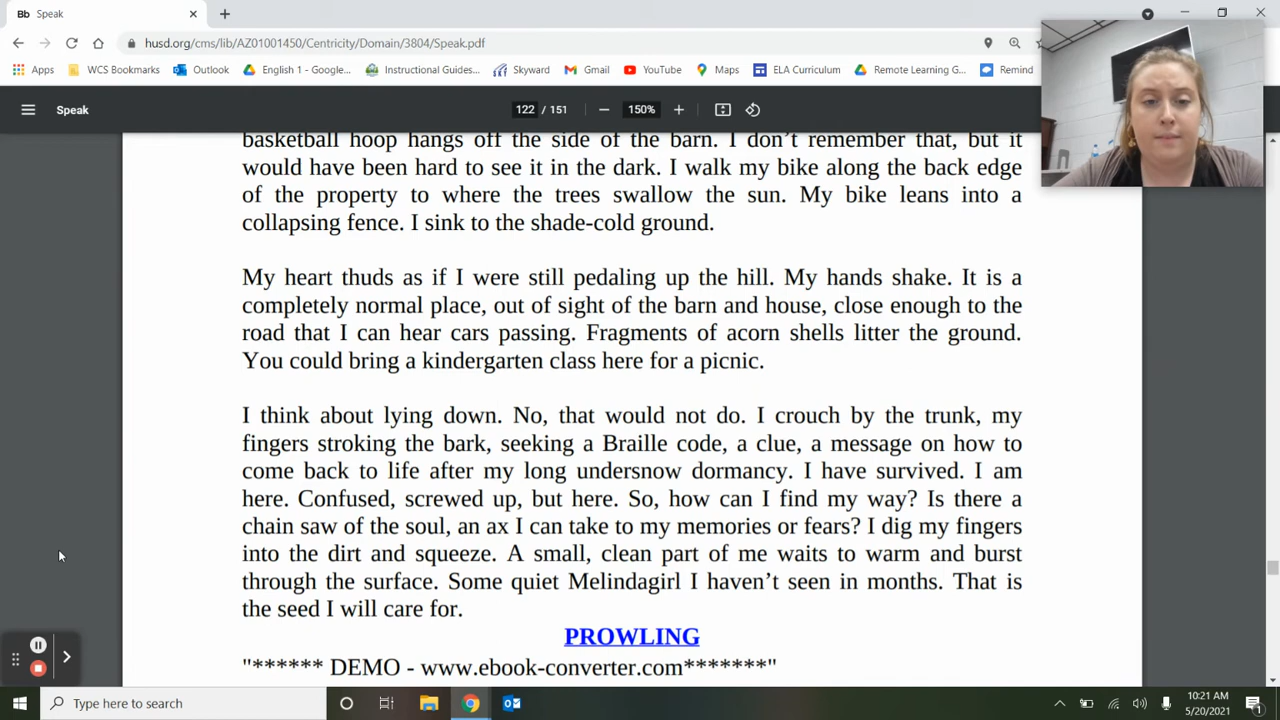 Bb Speak
husd.org/cms/lib/AZ01001450/Centricity/Domain/3804/Speak.pdf
Apps WCS Bookmarks Outlook English 1 - Google... Instructional Guides... Skyward Gmail YouTube Maps ELA Curriculum Remote Learning G... Remind
Speak 122 / 151 150%
basketball hoop hangs off the side of the barn. I don’t remember that, but it
would have been hard to see it in the dark. I walk my bike along the back edge
of the property to where the trees swallow the sun. My bike leans into a
collapsing fence. I sink to the shade-cold ground.
My heart thuds as if I were still pedaling up the hill. My hands shake. It is a
completely normal place, out of sight of the barn and house, close enough to the
road that I can hear cars passing. Fragments of acorn shells litter the ground.
You could bring a kindergarten class here for a picnic.
I think about lying down. No, that would not do. I crouch by the trunk, my
fingers stroking the bark, seeking a Braille code, a clue, a message on how to
come back to life after my long undersnow dormancy. I have survived. I am
here. Confused, screwed up, but here. So, how can I find my way? Is there a
chain saw of the soul, an ax I can take to my memories or fears? I dig my fingers
into the dirt and squeeze. A small, clean part of me waits to warm and burst
through the surface. Some quiet Melindagirl I haven’t seen in months. That is
the seed I will care for.
PROWLING
"****** DEMO - www.ebook-converter.com*******"
Type here to search
10:21 AM
5/20/2021
1